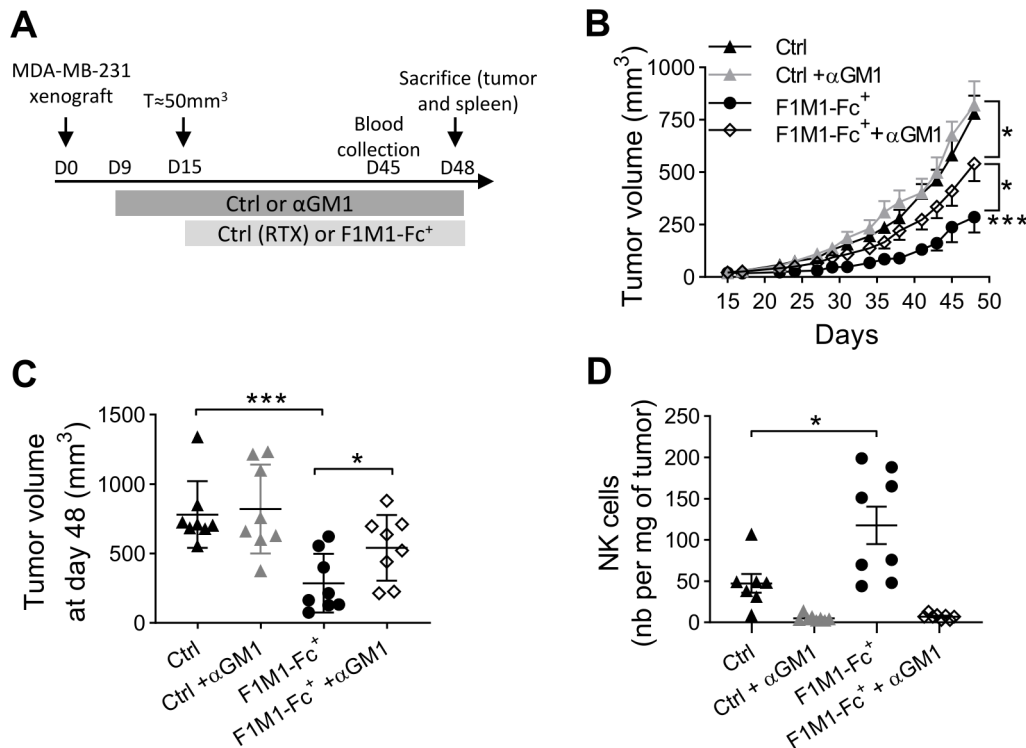 A
MDA-MB-231
xenograft
T≈50mm³
Blood
collection
Sacrifice (tumor
and spleen)
D0
D9
D15
D45
D48
Ctrl or αGM1
Ctrl (RTX) or F1M1-Fc⁺
B
Ctrl
Ctrl +αGM1
F1M1-Fc⁺
F1M1-Fc⁺+αGM1
Tumor volume (mm³)
1000
750
500
250
0
15 20 25 30 35 40 45 50
Days
*
*
***
C
Tumor volume
at day 48 (mm³)
1500
1000
500
0
***
*
Ctrl
Ctrl +αGM1
F1M1-Fc⁺
F1M1-Fc⁺ +αGM1
D
NK cells
(nb per mg of tumor)
250
200
150
100
50
0
*
Ctrl
Ctrl + αGM1
F1M1-Fc⁺
F1M1-Fc⁺ + αGM1